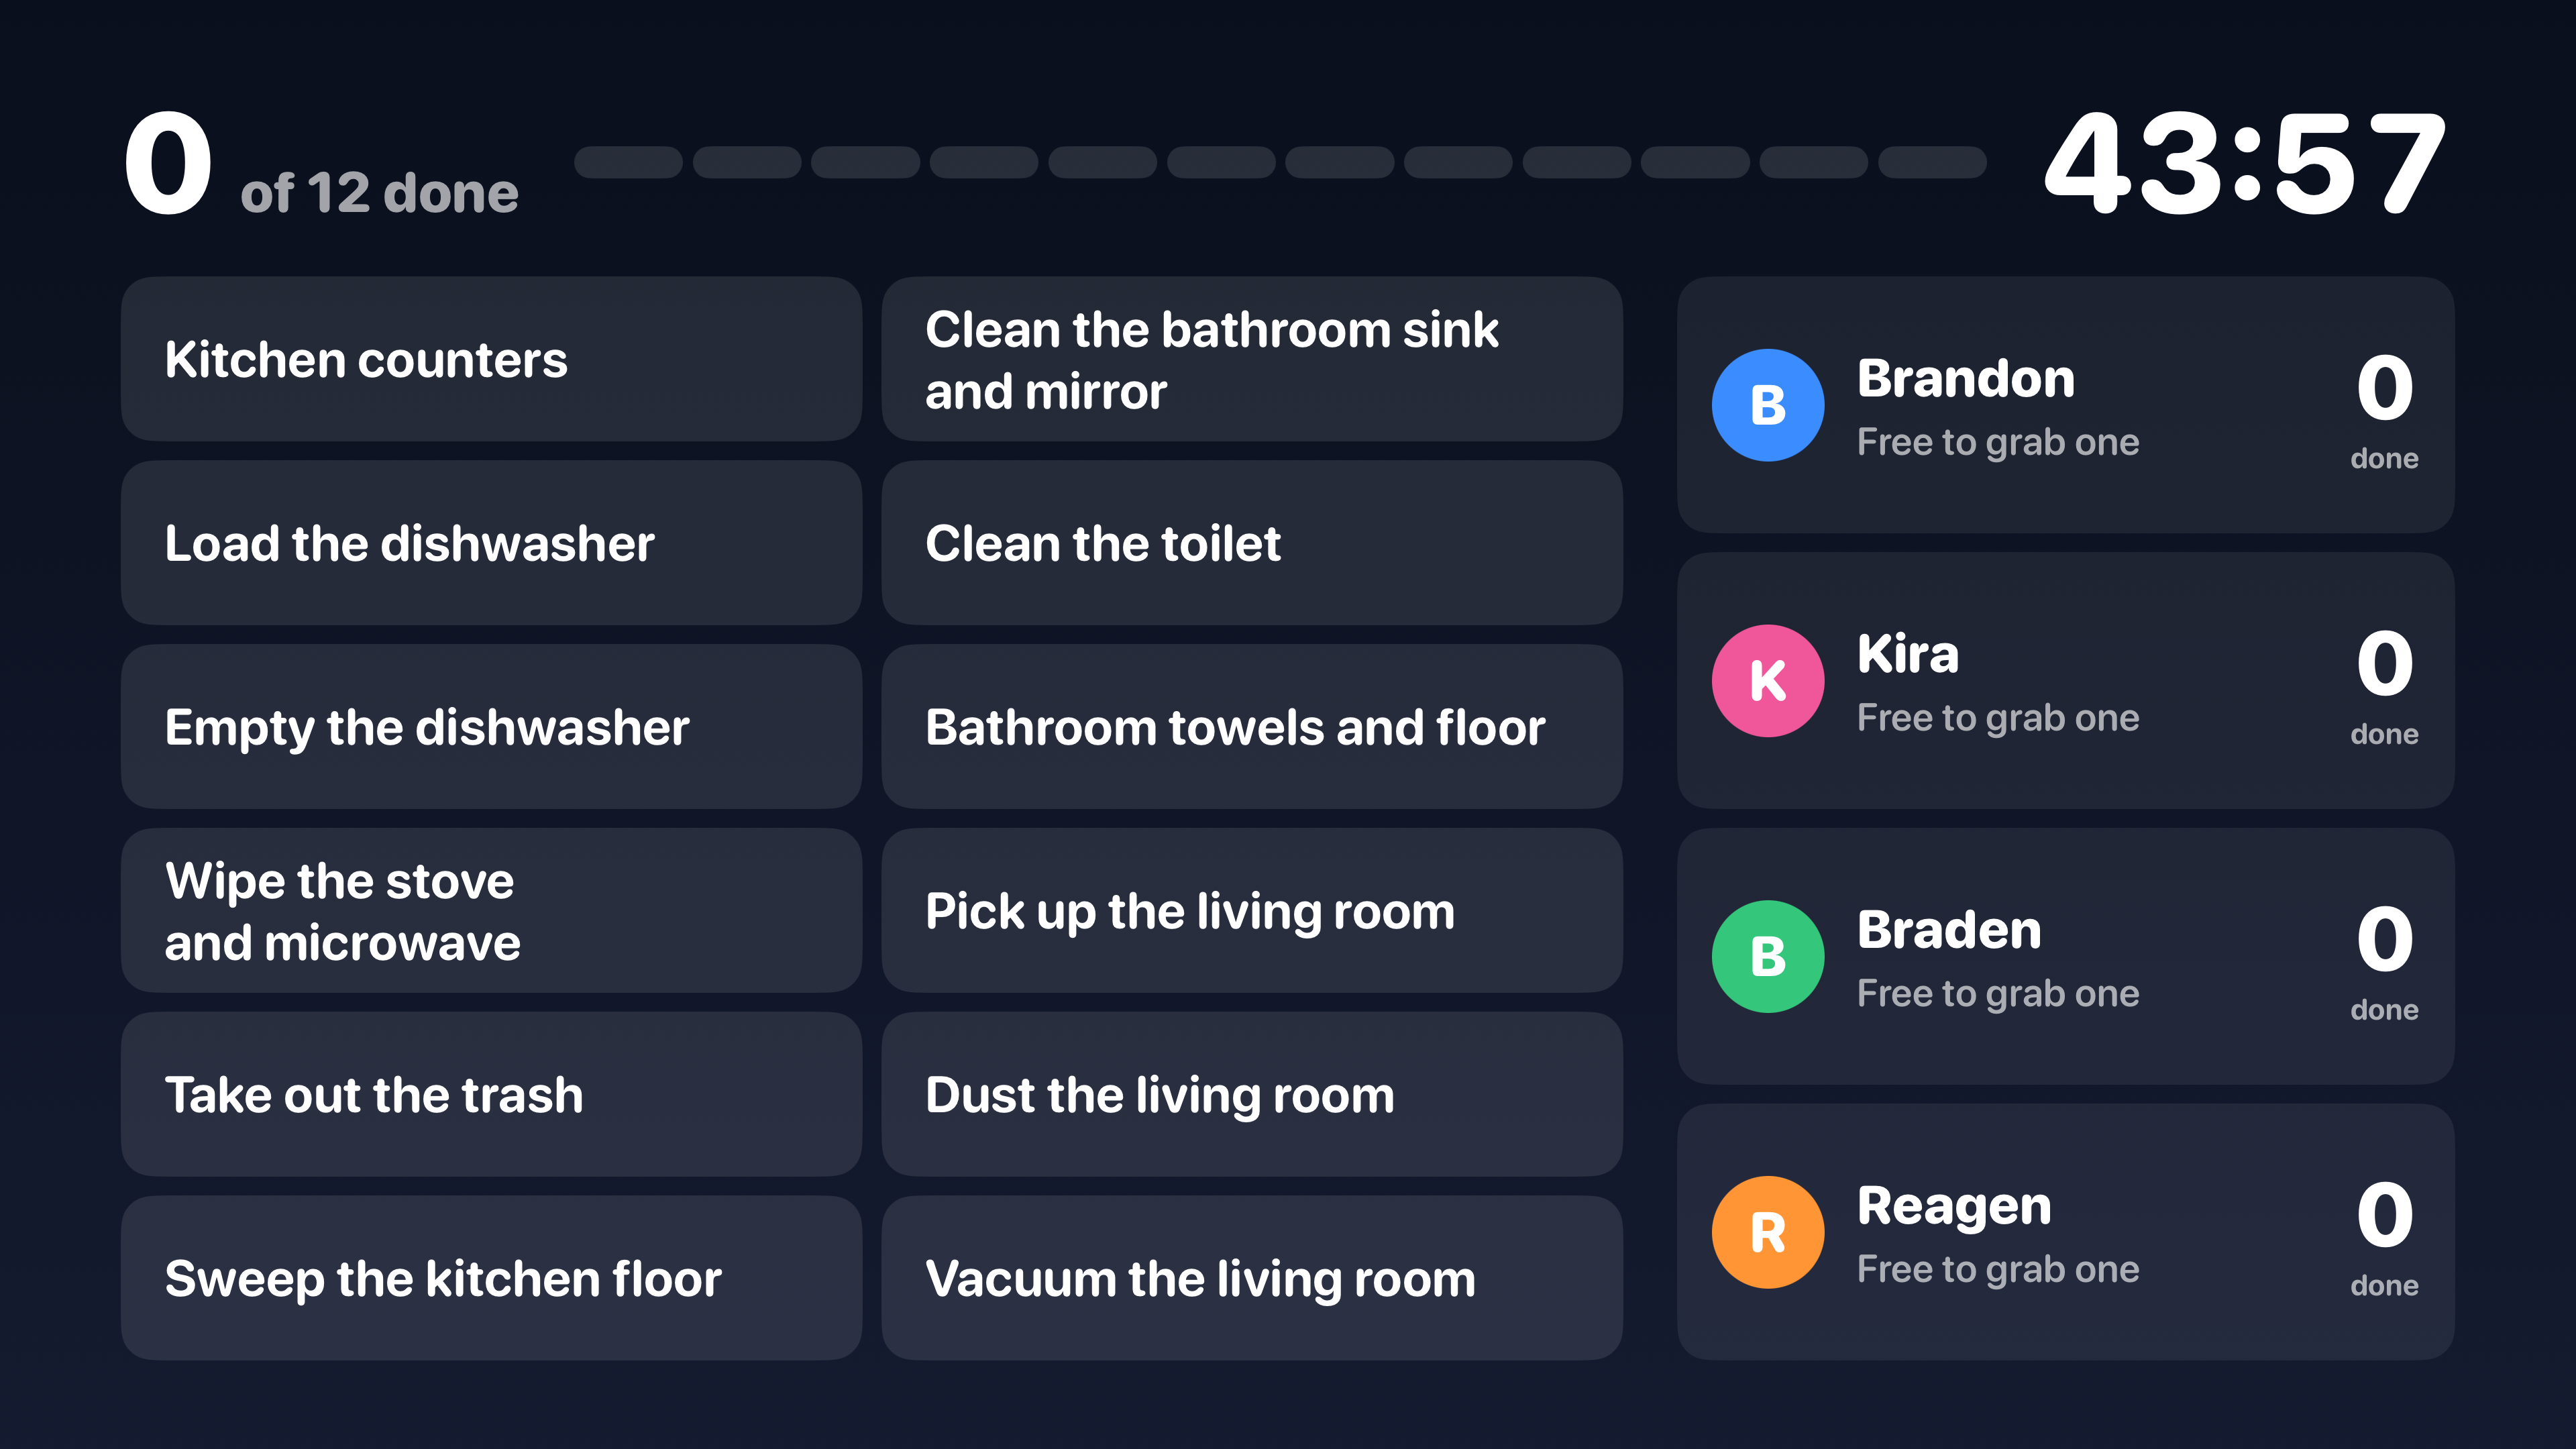 0 of 12 done
43:57
Kitchen counters
Load the dishwasher
Empty the dishwasher
Wipe the stove
and microwave
Take out the trash
Sweep the kitchen floor
Clean the bathroom sink
and mirror
Clean the toilet
Bathroom towels and floor
Pick up the living room
Dust the living room
Vacuum the living room
B
Brandon
Free to grab one
0
done
K
Kira
Free to grab one
0
done
B
Braden
Free to grab one
0
done
R
Reagen
Free to grab one
0
done